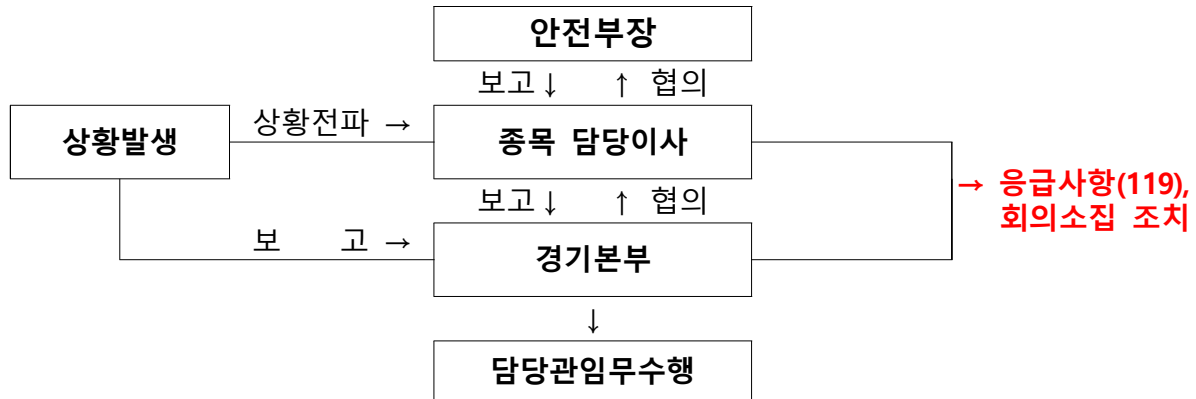 안전부장
보고↓ ↑ 협의
상황발생
상황전파 →
종목 담당이사
→ 응급사항(119),
회의소집 조치
보고↓ ↑ 협의
보 고 →
경기본부
↓
담당관임무수행